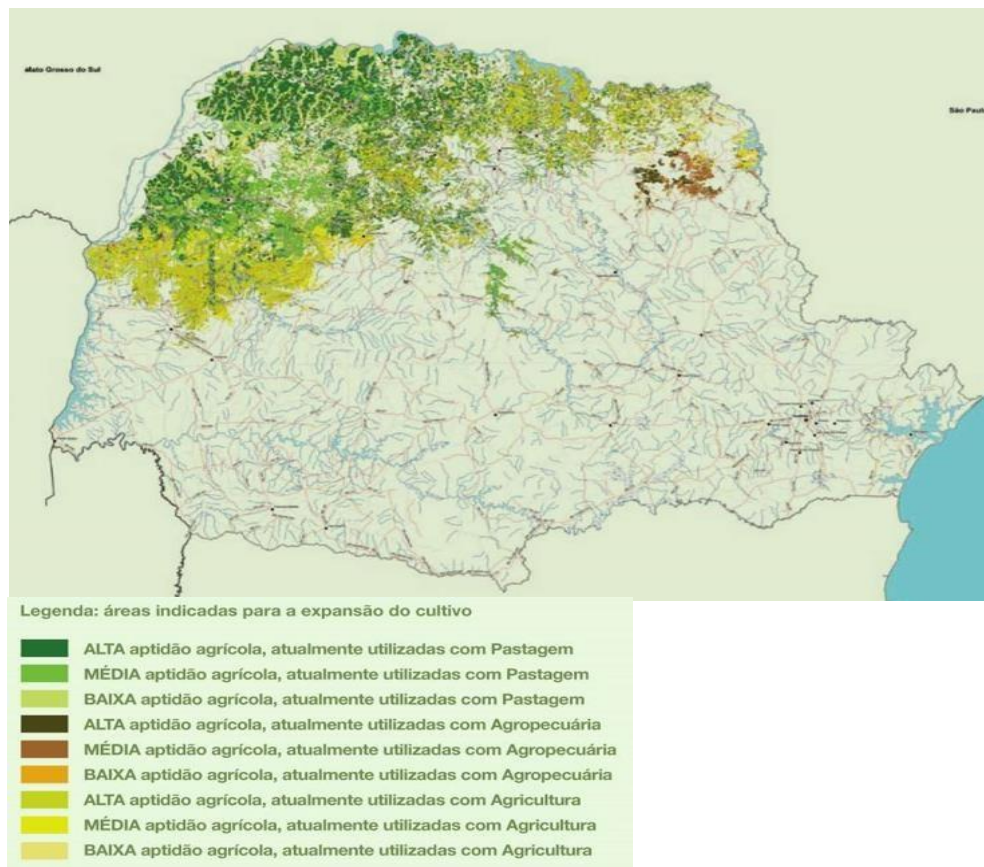 Mato Grosso do Sul
São Paul
Legenda: áreas indicadas para a expansão do cultivo
ALTA aptidão agrícola, atualmente utilizadas com Pastagem
MÉDIA aptidão agrícola, atualmente utilizadas com Pastagem
BAIXA aptidão agrícola, atualmente utilizadas com Pastagem
ALTA aptidão agrícola, atualmente utilizadas com Agropecuária
MÉDIA aptidão agrícola, atualmente utilizadas com Agropecuária
BAIXA aptidão agrícola, atualmente utilizadas com Agropecuária
ALTA aptidão agrícola, atualmente utilizadas com Agricultura
MÉDIA aptidão agrícola, atualmente utilizadas com Agricultura
BAIXA aptidão agrícola, atualmente utilizadas com Agricultura